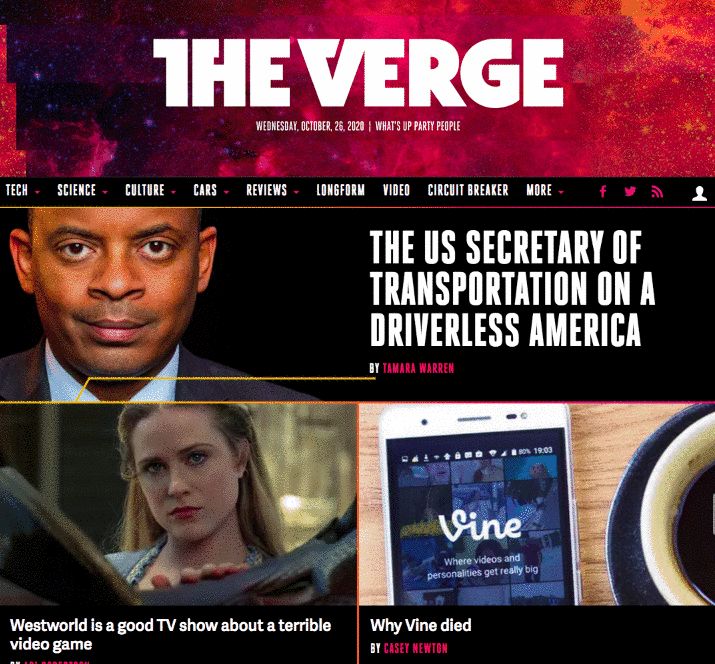 THE VERGE
WEDNESDAY, OCTOBER, 26, 2020 | WHAT'S UP PARTY PEOPLE
TECH SCIENCE CULTURE CARS REVIEWS LONGFORM VIDEO CIRCUIT BREAKER MORE
THE US SECRETARY OF
TRANSPORTATION ON A
DRIVERLESS AMERICA
BY TAMARA WARREN
80% 19:03
Vine
Where videos and
personalities get really big
Westworld is a good TV show about a terrible
video game
Why Vine died
BY CASEY NEWTON